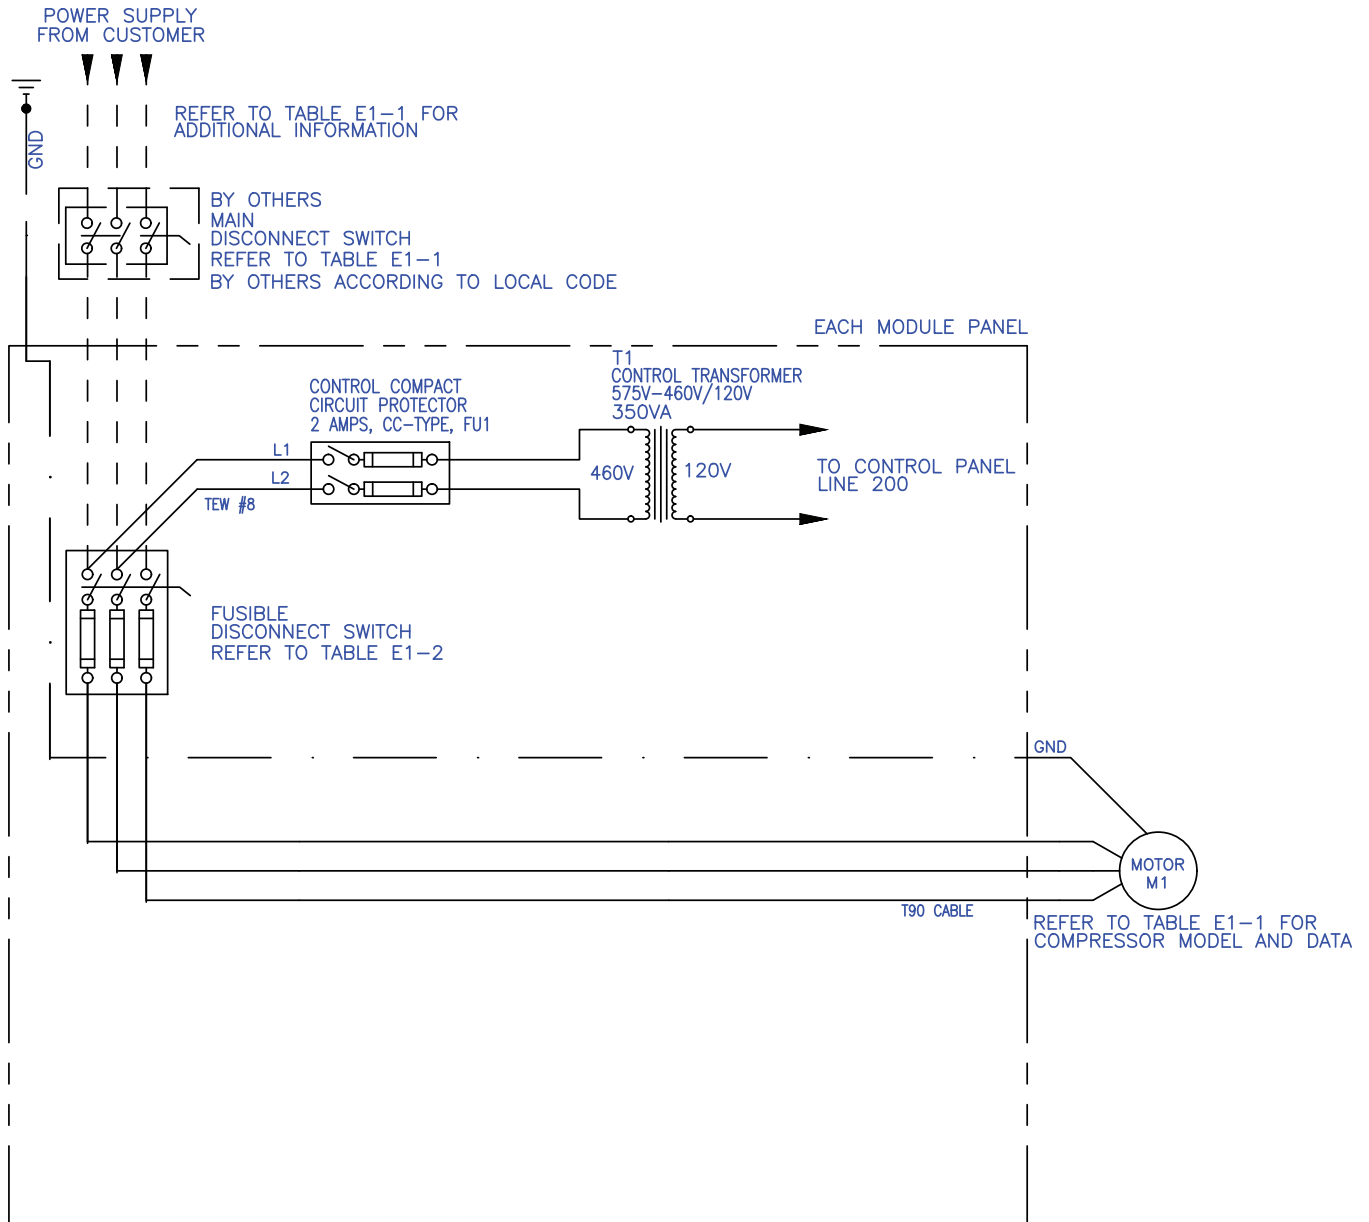 POWER SUPPLY
FROM CUSTOMER
REFER TO TABLE E1-1 FOR
ADDITIONAL INFORMATION
GND
BY OTHERS
MAIN
DISCONNECT SWITCH
REFER TO TABLE E1-1
BY OTHERS ACCORDING TO LOCAL CODE
EACH MODULE PANEL
T1
CONTROL TRANSFORMER
575V-460V/120V
350VA
CONTROL COMPACT
CIRCUIT PROTECTOR
2 AMPS, CC-TYPE, FU1
L1
L2
TEW #8
460V
120V
TO CONTROL PANEL
LINE 200
FUSIBLE
DISCONNECT SWITCH
REFER TO TABLE E1-2
GND
MOTOR
M1
T90 CABLE
REFER TO TABLE E1-1 FOR
COMPRESSOR MODEL AND DATA